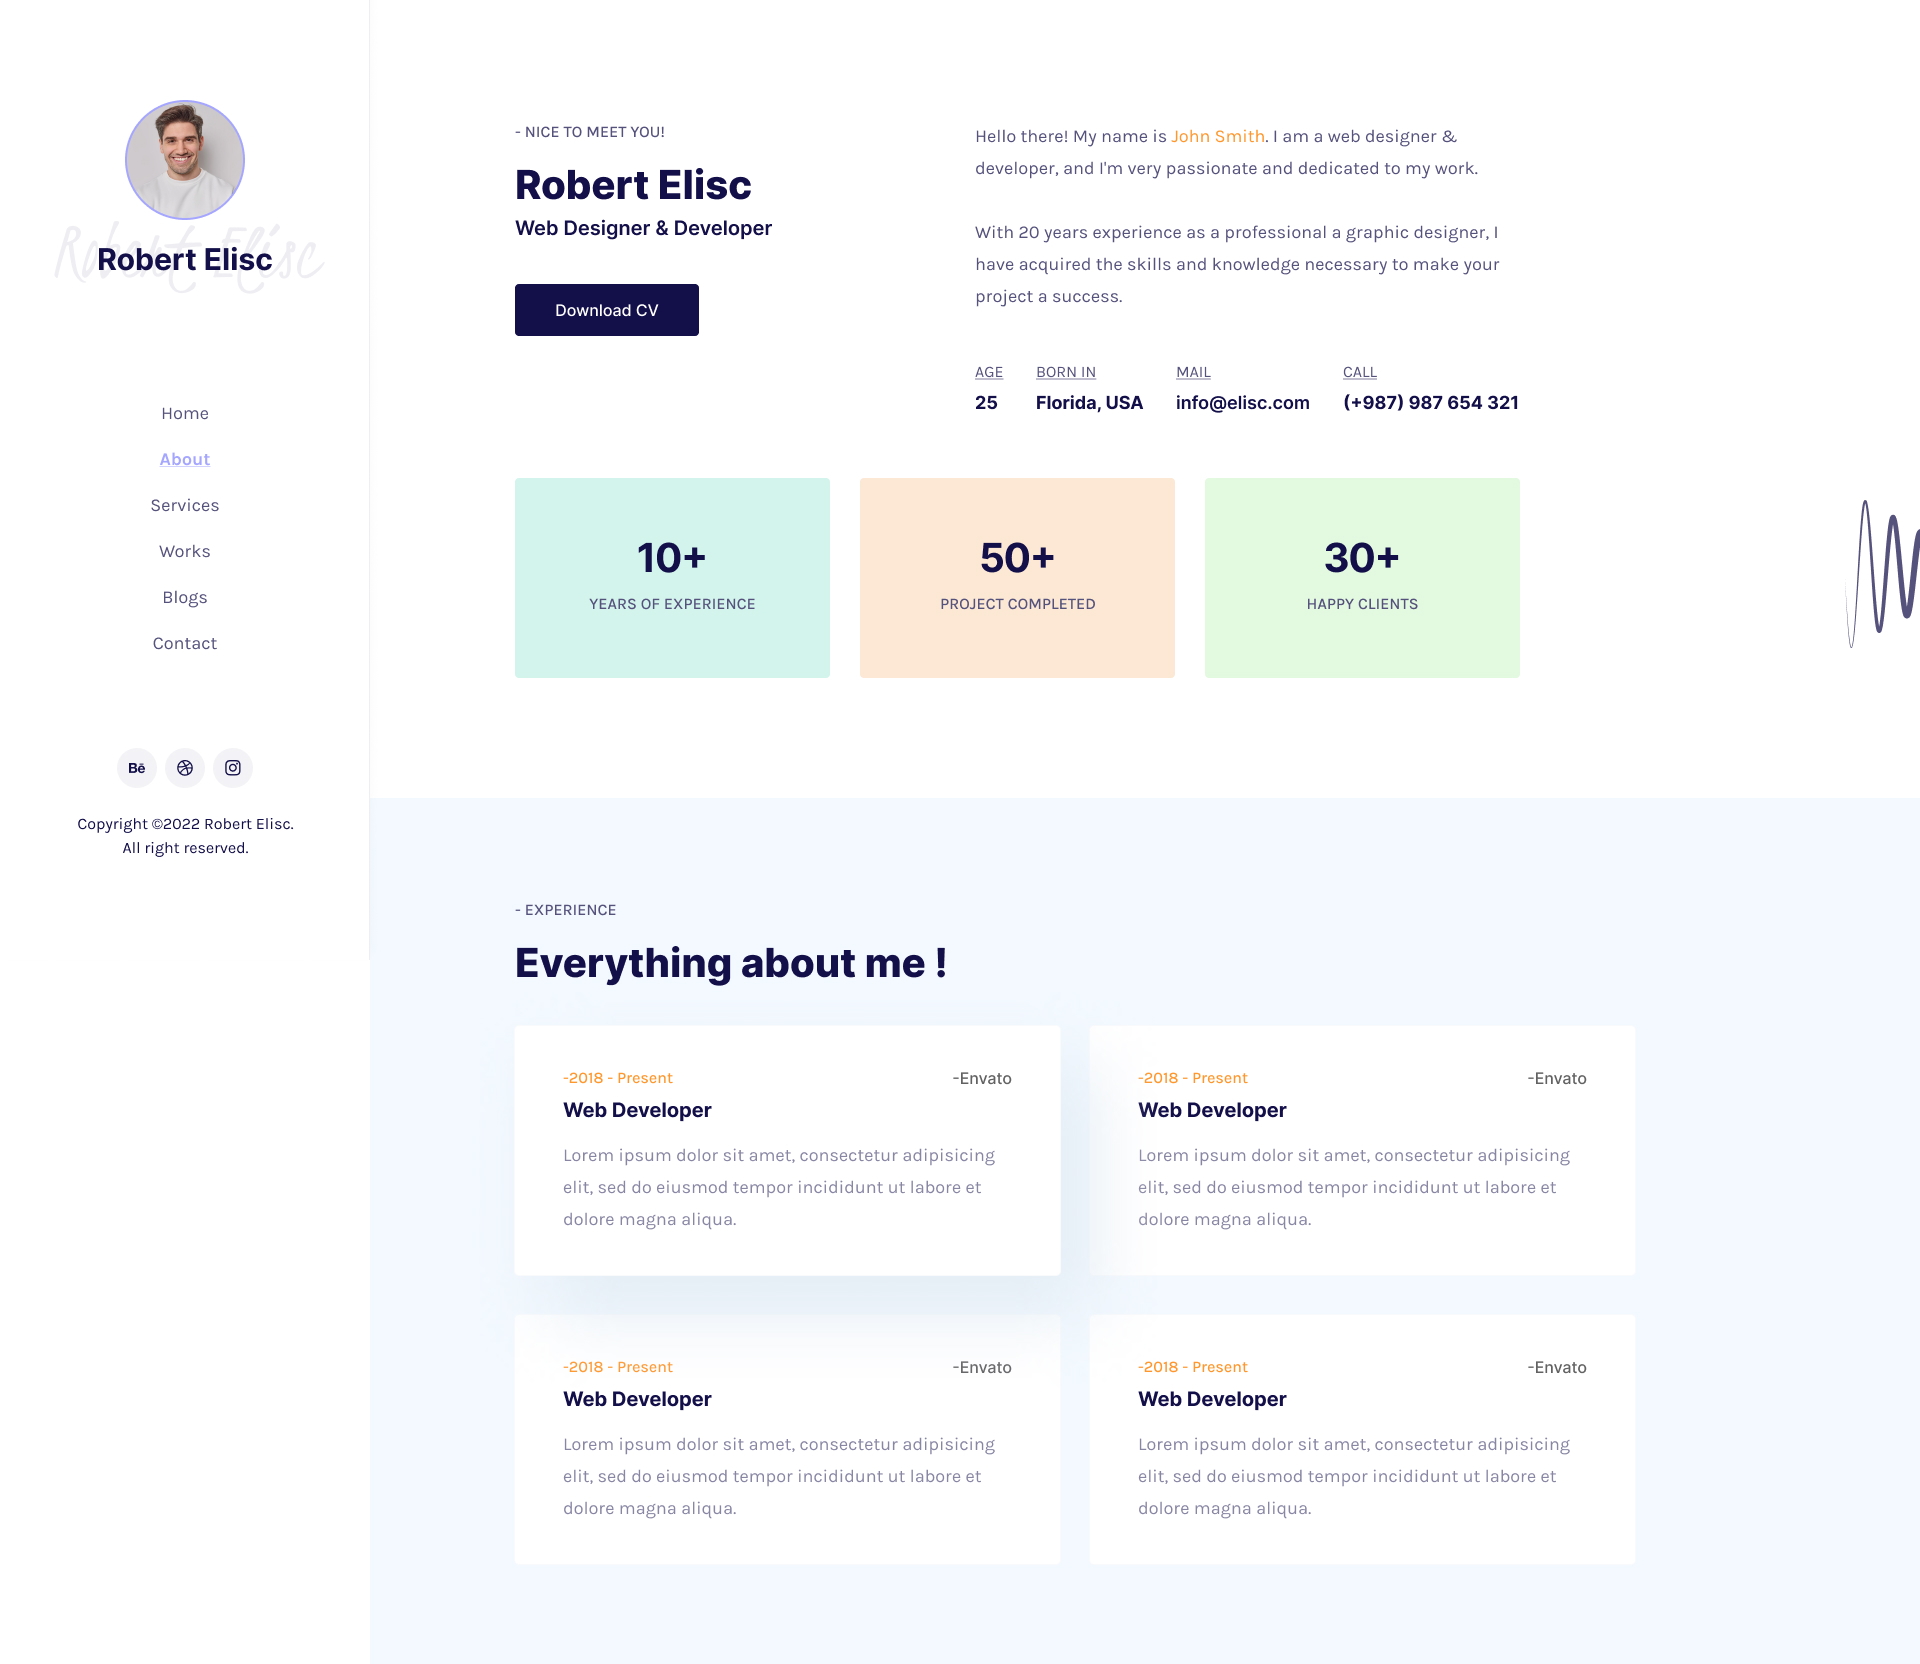 Robert Elisc
Robert Elisc
Home
About
Services
Works
Blogs
Contact
Bē
Copyright ©2022 Robert Elisc.
All right reserved.
- NICE TO MEET YOU!
Robert Elisc
Web Designer & Developer
Download CV
Hello there! My name is John Smith. I am a web designer &
developer, and I'm very passionate and dedicated to my work.
With 20 years experience as a professional a graphic designer, I
have acquired the skills and knowledge necessary to make your
project a success.
AGE BORN IN MAIL CALL
25 Florida, USA info@elisc.com (+987) 987 654 321
10+
YEARS OF EXPERIENCE
50+
PROJECT COMPLETED
30+
HAPPY CLIENTS
- EXPERIENCE
Everything about me !
-2018 - Present -Envato
Web Developer
Lorem ipsum dolor sit amet, consectetur adipisicing
elit, sed do eiusmod tempor incididunt ut labore et
dolore magna aliqua.
-2018 - Present -Envato
Web Developer
Lorem ipsum dolor sit amet, consectetur adipisicing
elit, sed do eiusmod tempor incididunt ut labore et
dolore magna aliqua.
-2018 - Present -Envato
Web Developer
Lorem ipsum dolor sit amet, consectetur adipisicing
elit, sed do eiusmod tempor incididunt ut labore et
dolore magna aliqua.
-2018 - Present -Envato
Web Developer
Lorem ipsum dolor sit amet, consectetur adipisicing
elit, sed do eiusmod tempor incididunt ut labore et
dolore magna aliqua.